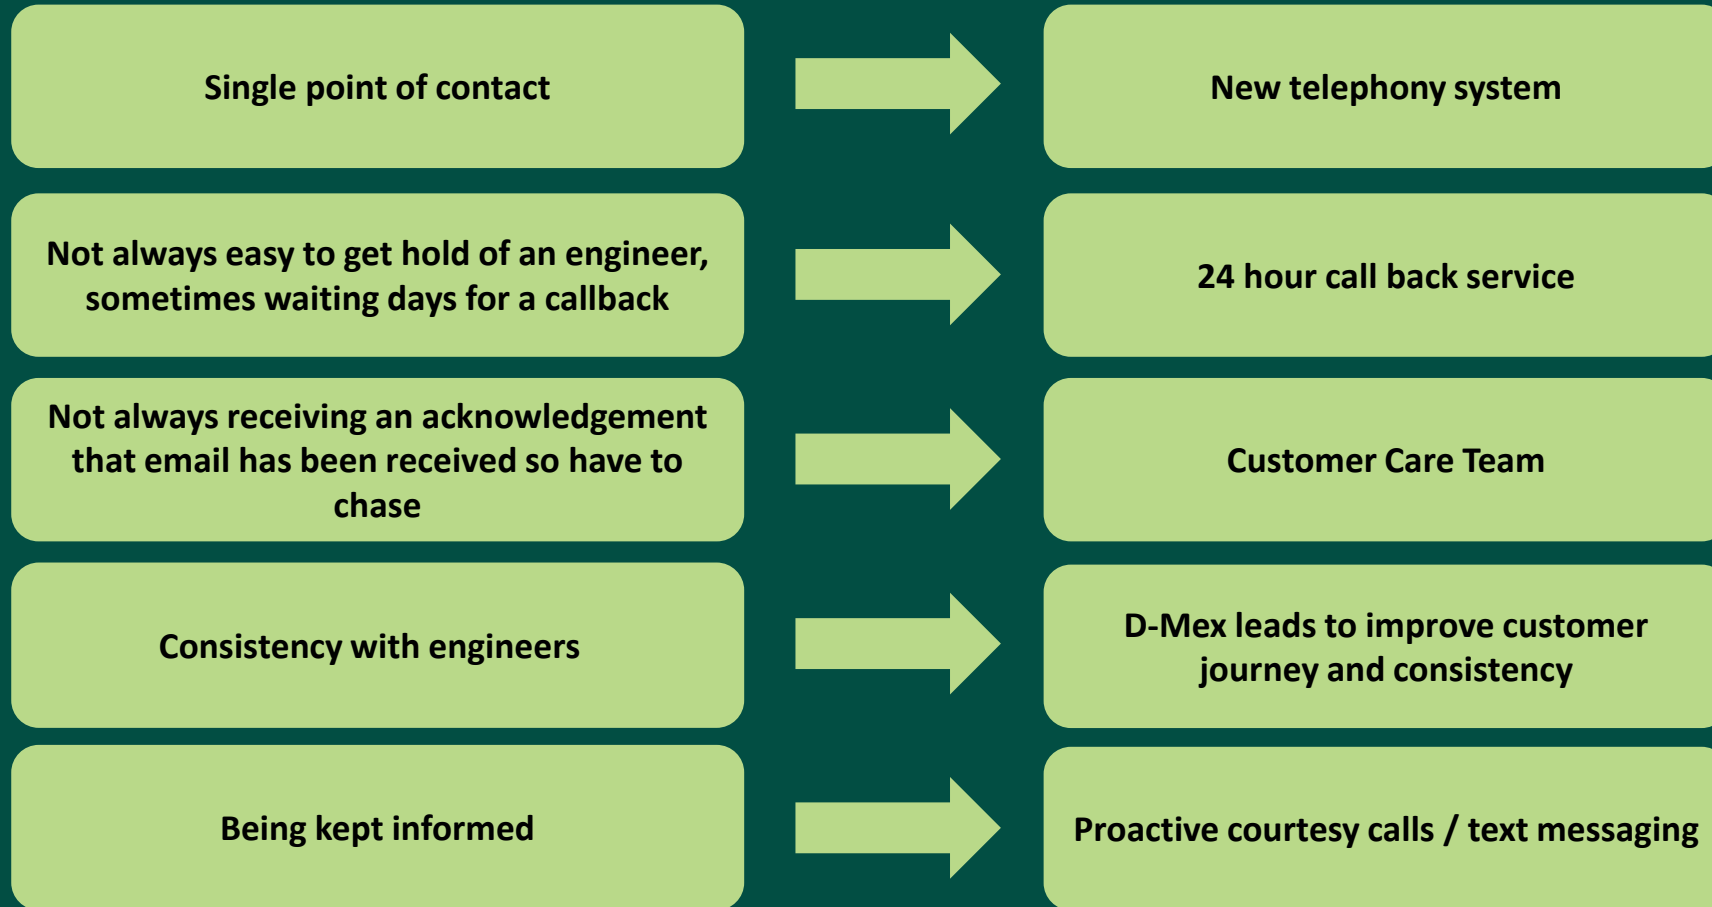 Single point of contact
New telephony system
Not always easy to get hold of an engineer,
sometimes waiting days for a callback
24 hour call back service
Not always receiving an acknowledgement
that email has been received so have to
chase
Customer Care Team
Consistency with engineers
D-Mex leads to improve customer
journey and consistency
Being kept informed
Proactive courtesy calls / text messaging